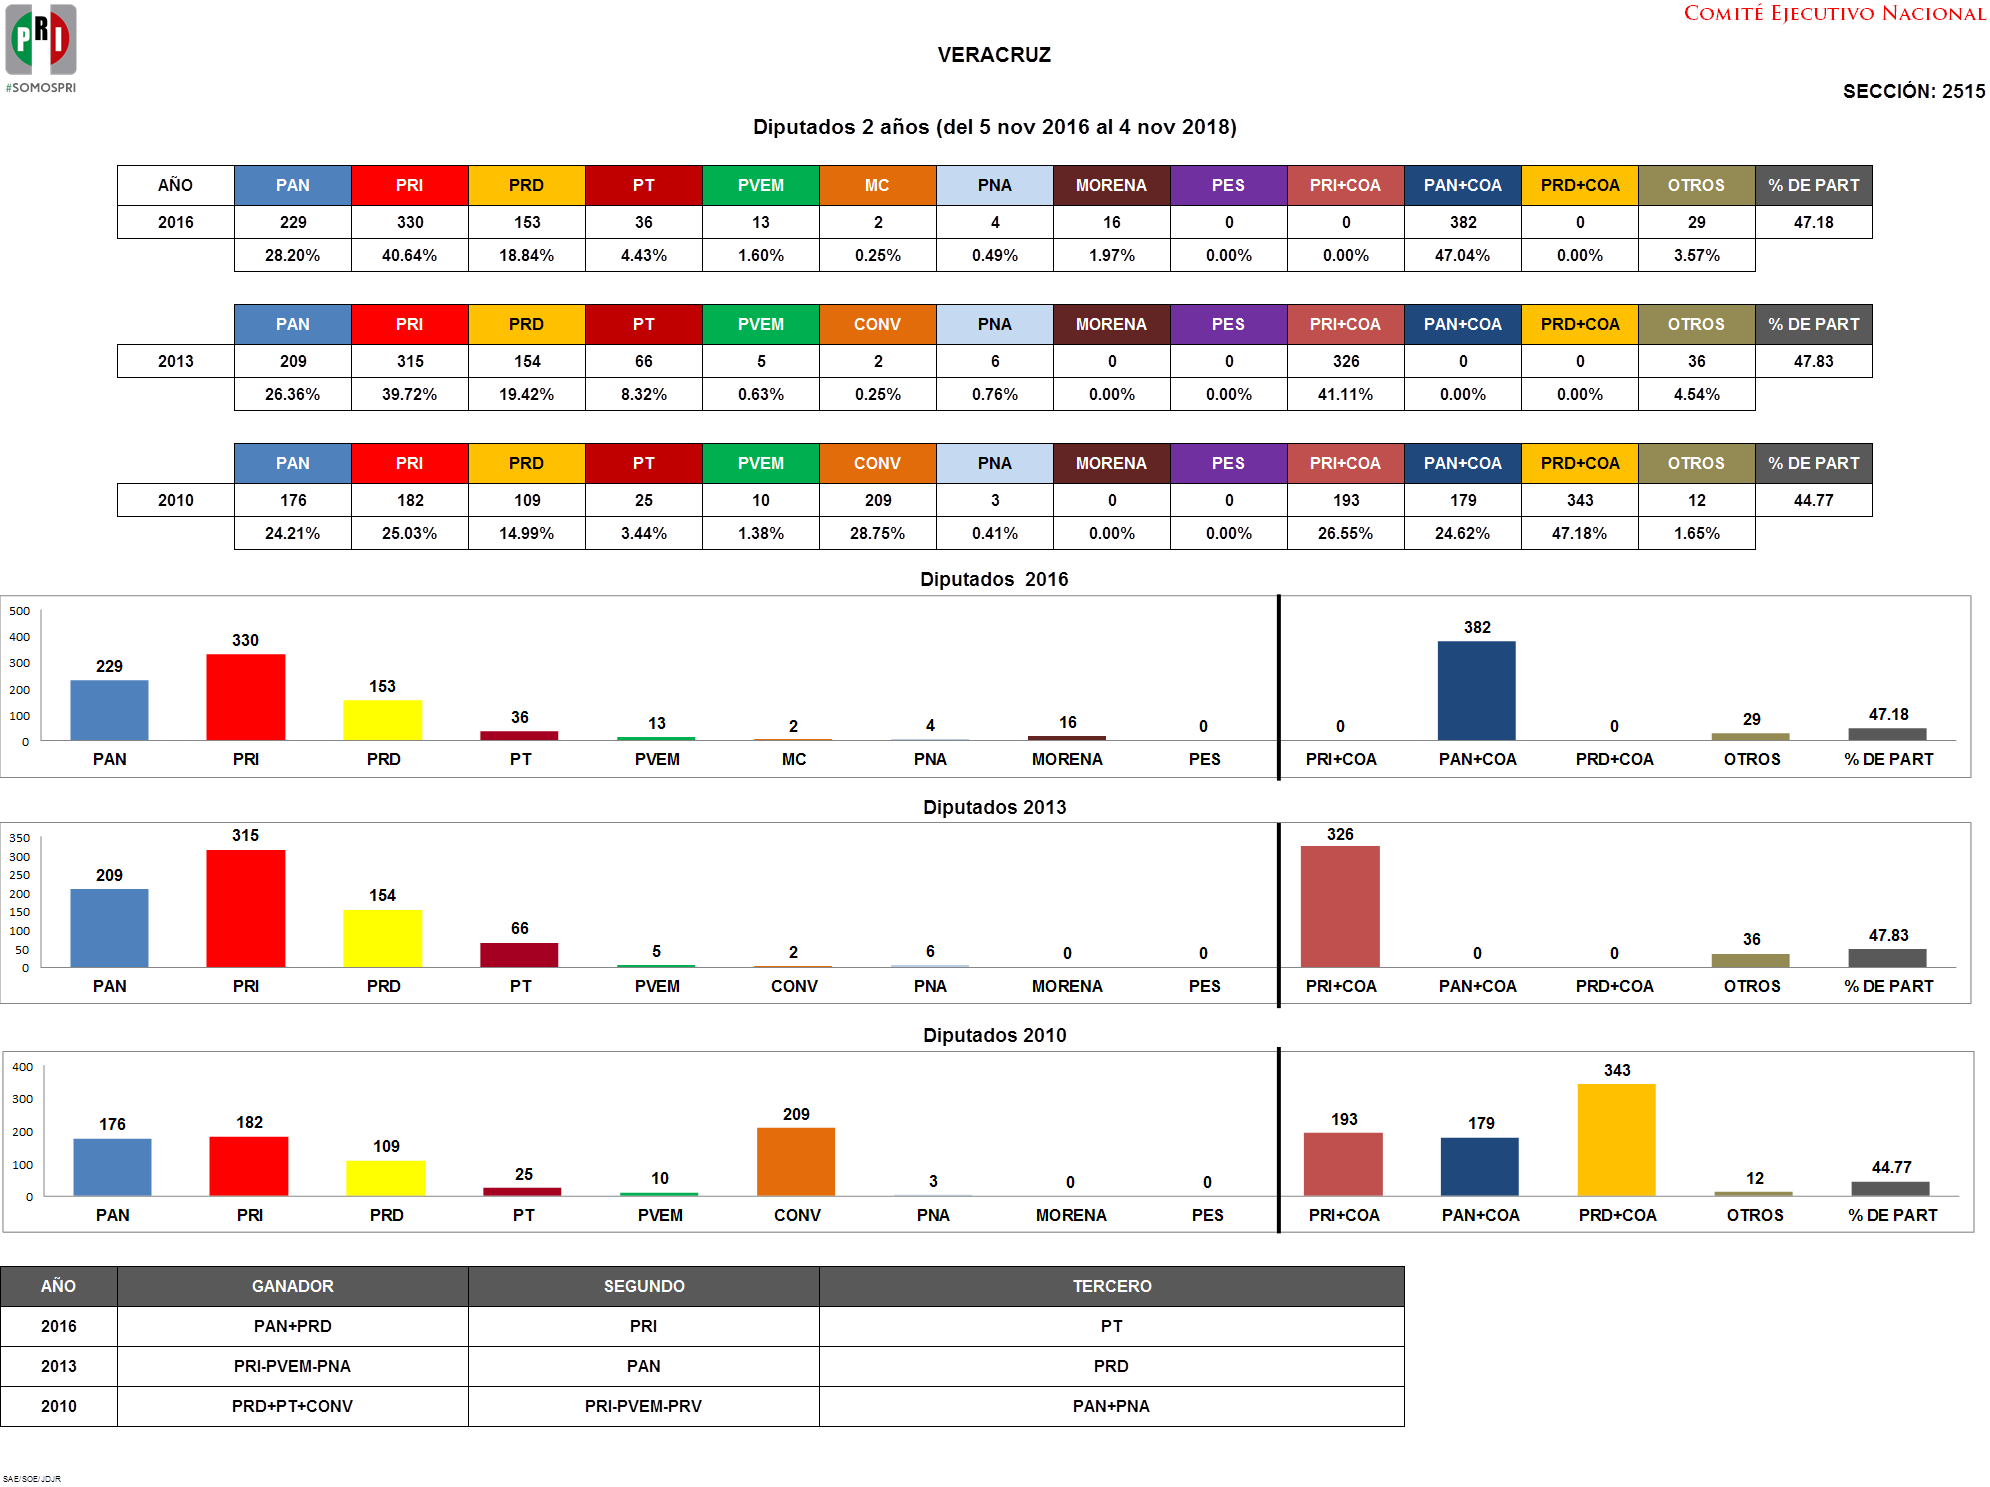 PRI
#SOMOSPRI
COMITÉ EJECUTIVO NACIONAL
VERACRUZ
SECCIÓN: 2515
Diputados 2 años (del 5 nov 2016 al 4 nov 2018)
AÑO PAN PRI PRD PT PVEM MC PNA MORENA PES PRI+COA PAN+COA PRD+COA OTROS % DE PART
2016 229 330 153 36 13 2 4 16 0 0 382 0 29 47.18
28.20% 40.64% 18.84% 4.43% 1.60% 0.25% 0.49% 1.97% 0.00% 0.00% 47.04% 0.00% 3.57%
PAN PRI PRD PT PVEM CONV PNA MORENA PES PRI+COA PAN+COA PRD+COA OTROS % DE PART
2013 209 315 154 66 5 2 6 0 0 326 0 0 36 47.83
26.36% 39.72% 19.42% 8.32% 0.63% 0.25% 0.76% 0.00% 0.00% 41.11% 0.00% 0.00% 4.54%
PAN PRI PRD PT PVEM CONV PNA MORENA PES PRI+COA PAN+COA PRD+COA OTROS % DE PART
2010 176 182 109 25 10 209 3 0 0 193 179 343 12 44.77
24.21% 25.03% 14.99% 3.44% 1.38% 28.75% 0.41% 0.00% 0.00% 26.55% 24.62% 47.18% 1.65%
Diputados 2016
500
400
300
200
100
0
229 330 153 36 13 2 4 16 0 0 382 0 29 47.18
PAN PRI PRD PT PVEM MC PNA MORENA PES PRI+COA PAN+COA PRD+COA OTROS % DE PART
Diputados 2013
350
300
250
200
150
100
50
0
209 315 154 66 5 2 6 0 0 326 0 0 36 47.83
PAN PRI PRD PT PVEM CONV PNA MORENA PES PRI+COA PAN+COA PRD+COA OTROS % DE PART
Diputados 2010
400
300
200
100
0
176 182 109 25 10 209 3 0 0 193 179 343 12 44.77
PAN PRI PRD PT PVEM CONV PNA MORENA PES PRI+COA PAN+COA PRD+COA OTROS % DE PART
AÑO GANADOR SEGUNDO TERCERO
2016 PAN+PRD PRI PT
2013 PRI-PVEM-PNA PAN PRD
2010 PRD+PT+CONV PRI-PVEM-PRV PAN+PNA
SAE/SOE/JDJR